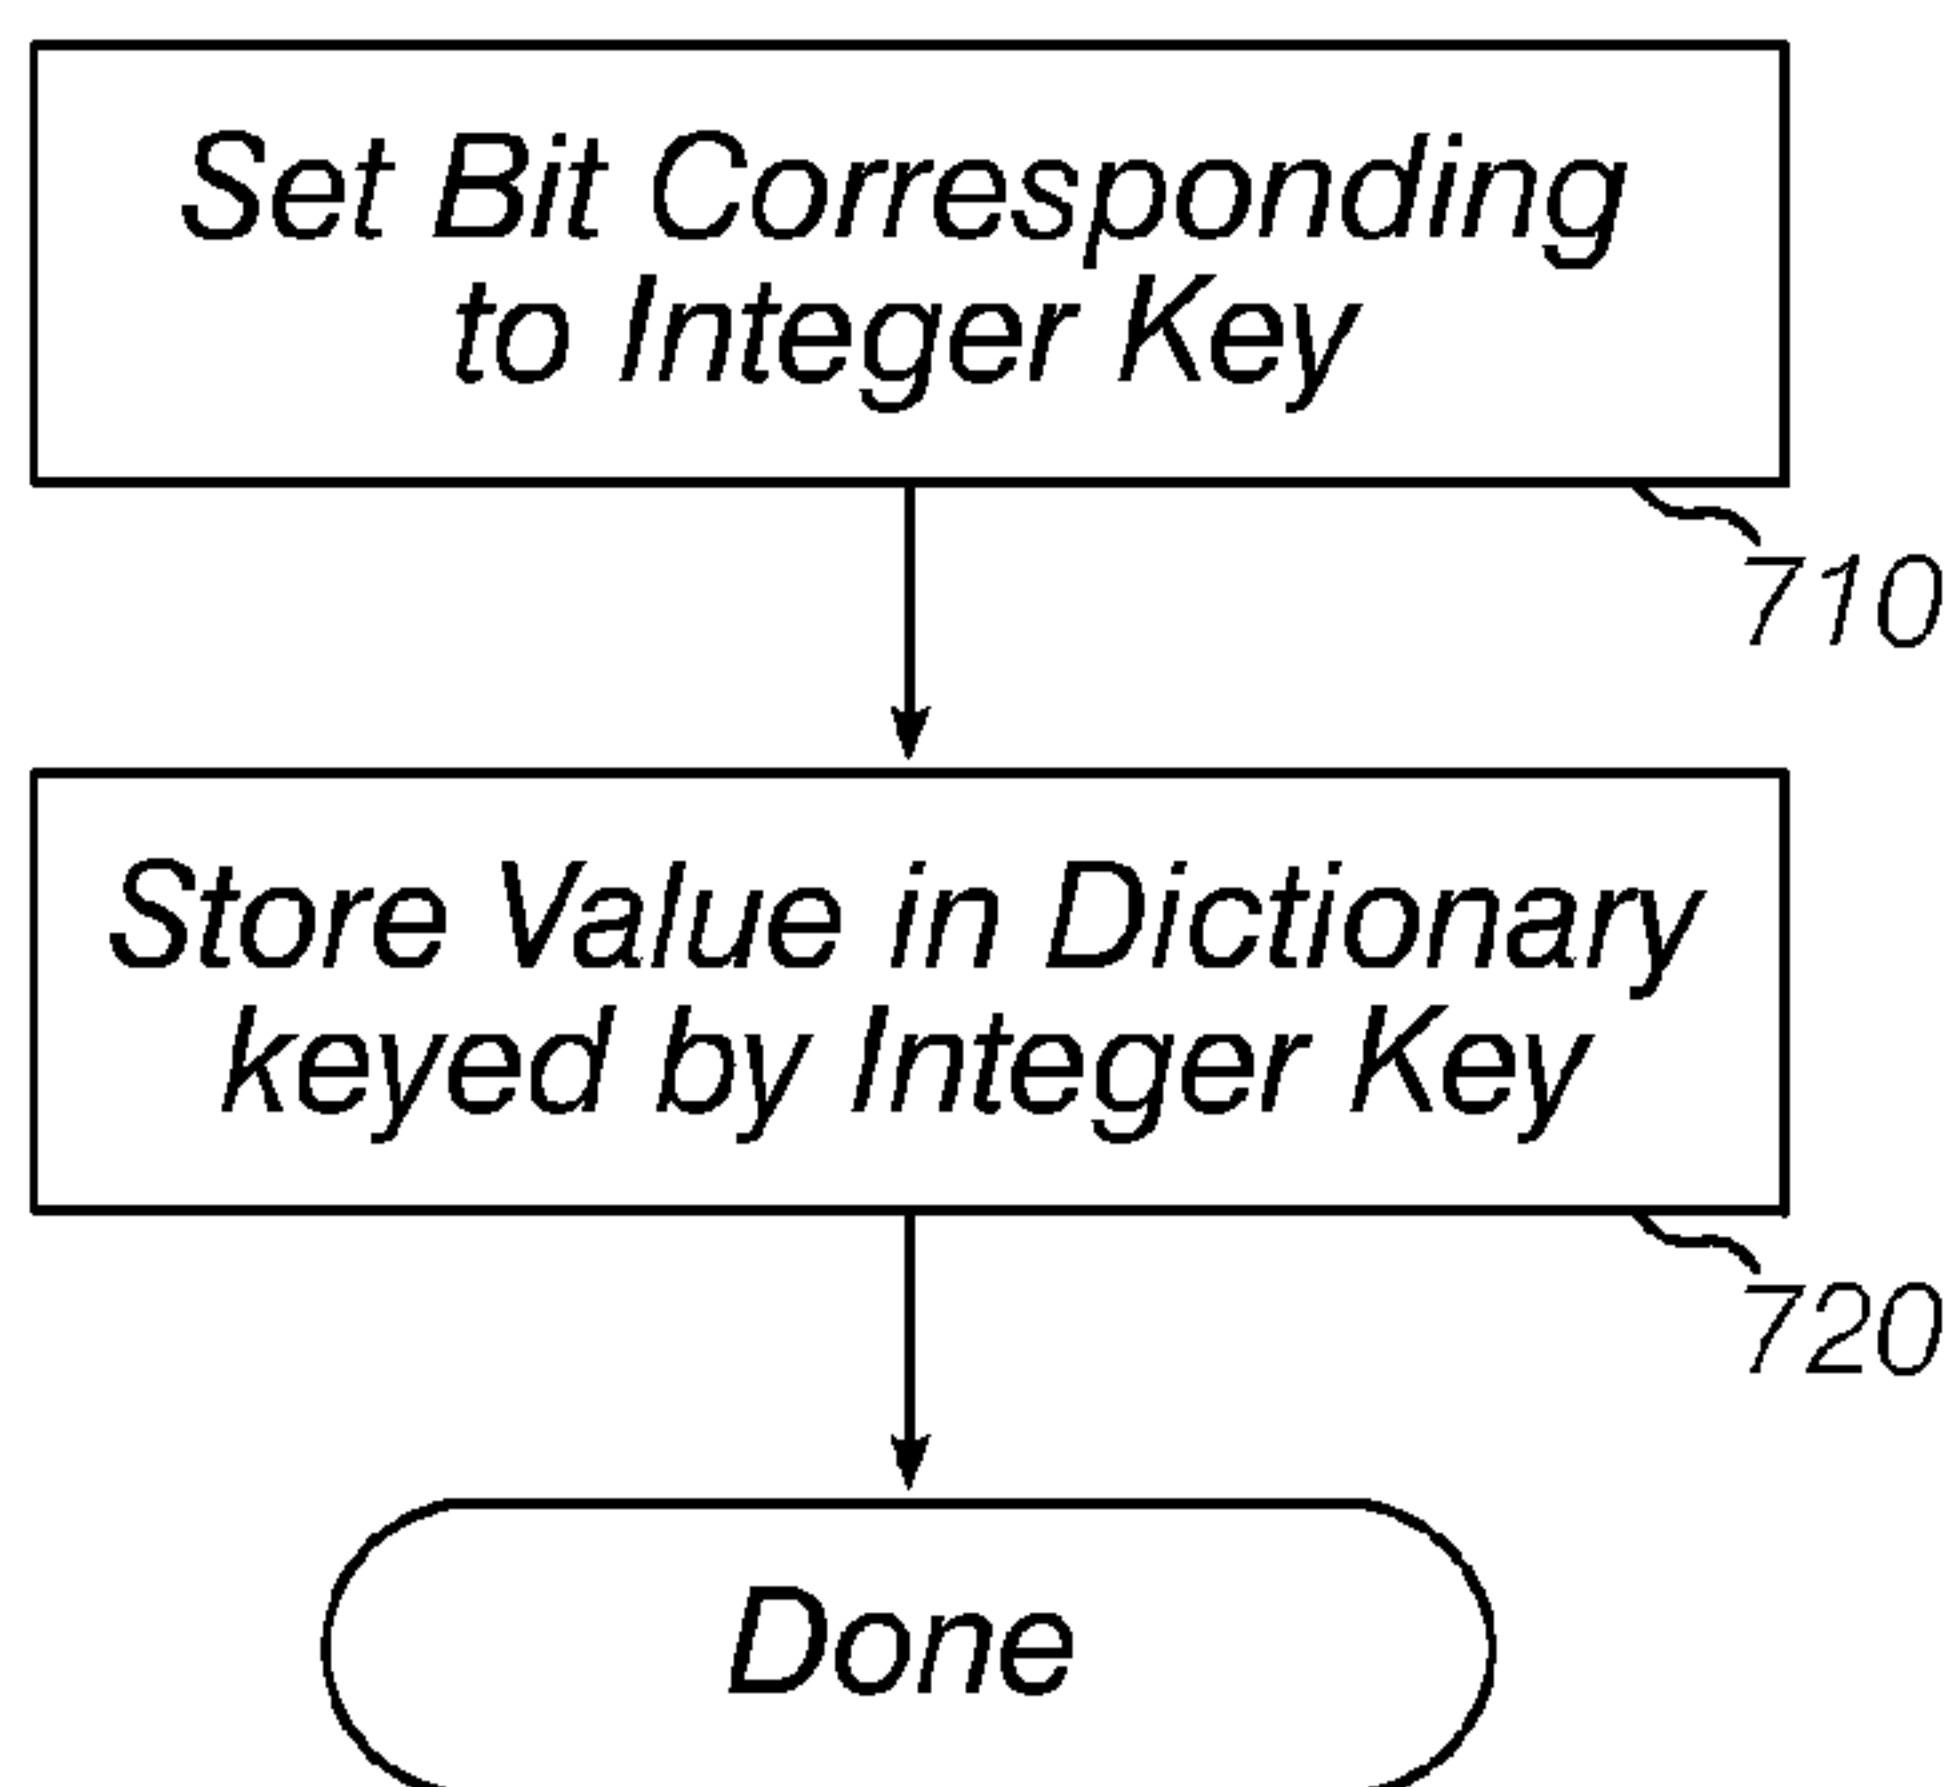 Set Bit Corresponding
to Integer Key
710
Store Value in Dictionary
keyed by Integer Key
720
Done